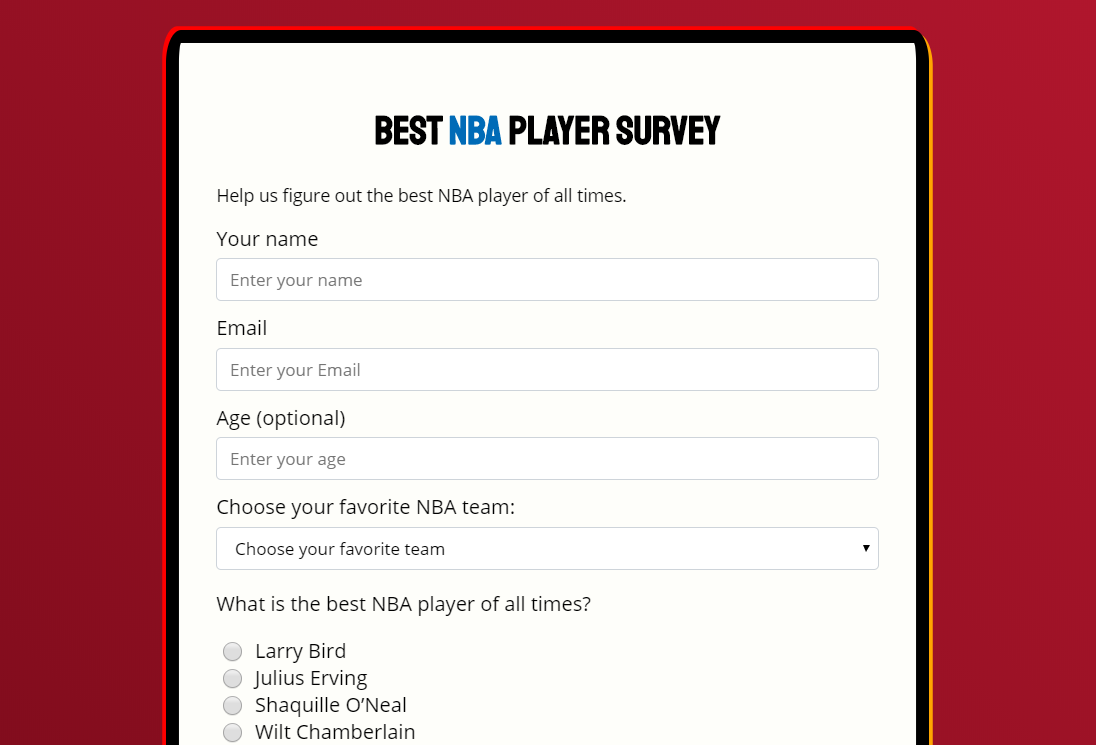 BEST NBA PLAYER SURVEY
Help us figure out the best NBA player of all times.
Your name
Enter your name
Email
Enter your Email
Age (optional)
Enter your age
Choose your favorite NBA team:
Choose your favorite team
What is the best NBA player of all times?
Larry Bird
Julius Erving
Shaquille O’Neal
Wilt Chamberlain